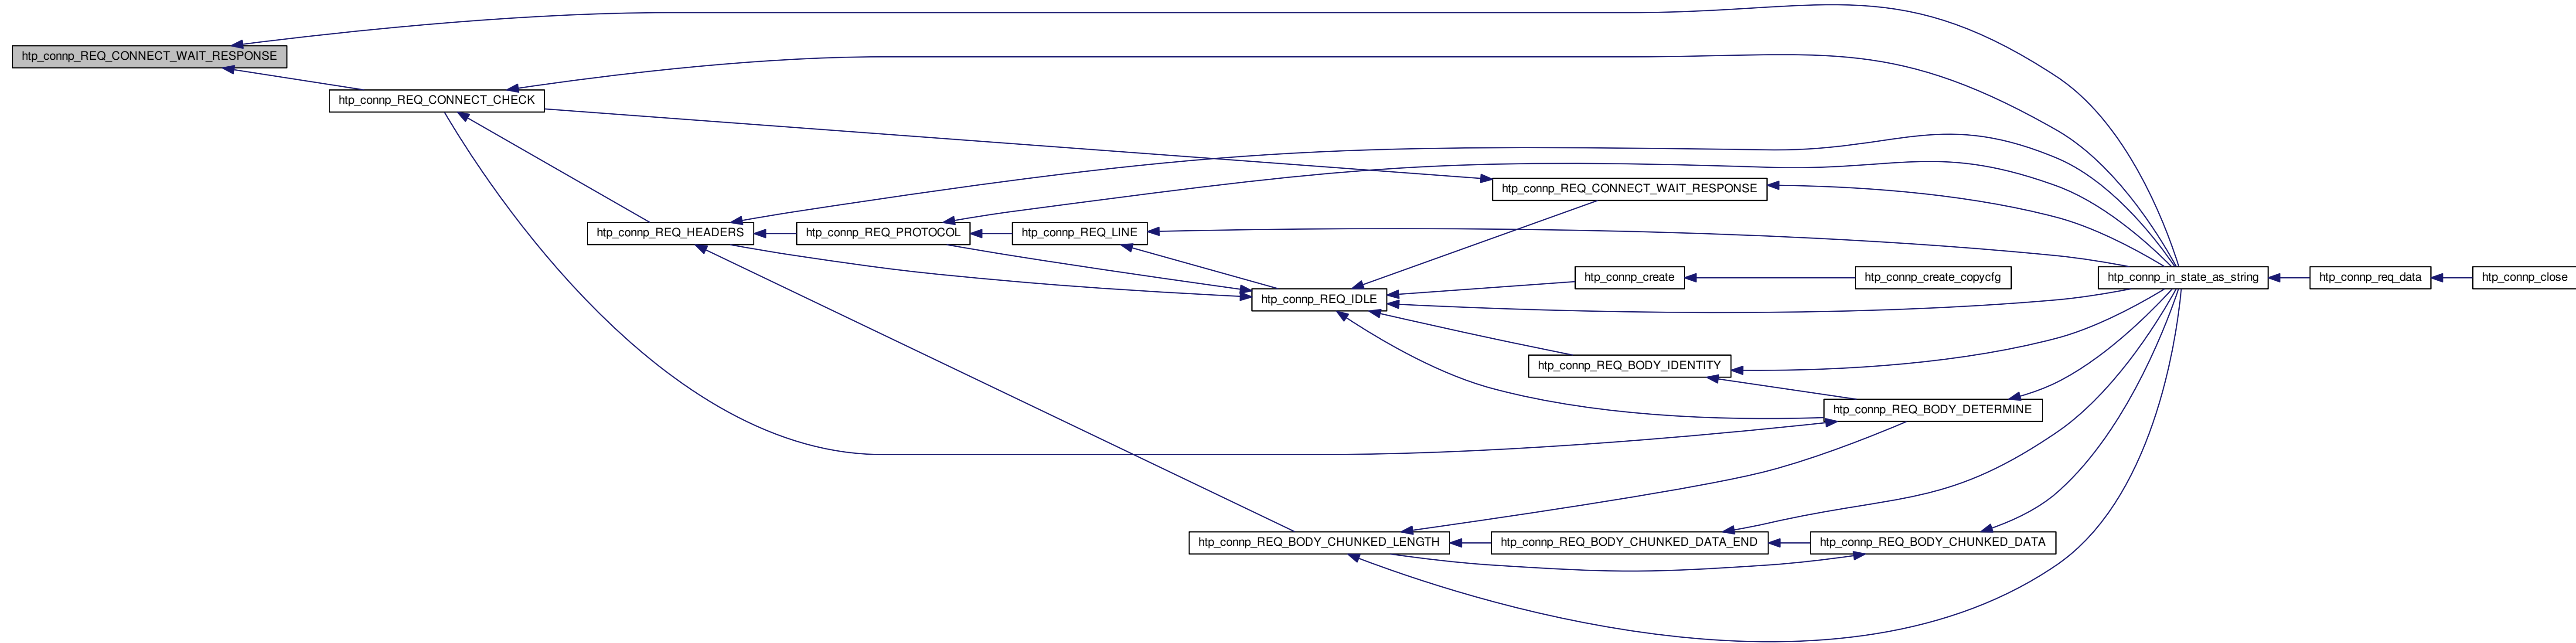 htp_connp_REQ_CONNECT_WAIT_RESPONSE
htp_connp_REQ_CONNECT_CHECK
htp_connp_REQ_CONNECT_WAIT_RESPONSE
htp_connp_REQ_HEADERS
htp_connp_REQ_PROTOCOL
htp_connp_REQ_LINE
htp_connp_create
htp_connp_create_copycfg
htp_connp_in_state_as_string
htp_connp_req_data
htp_connp_close
htp_connp_REQ_IDLE
htp_connp_REQ_BODY_IDENTITY
htp_connp_REQ_BODY_DETERMINE
htp_connp_REQ_BODY_CHUNKED_LENGTH
htp_connp_REQ_BODY_CHUNKED_DATA_END
htp_connp_REQ_BODY_CHUNKED_DATA